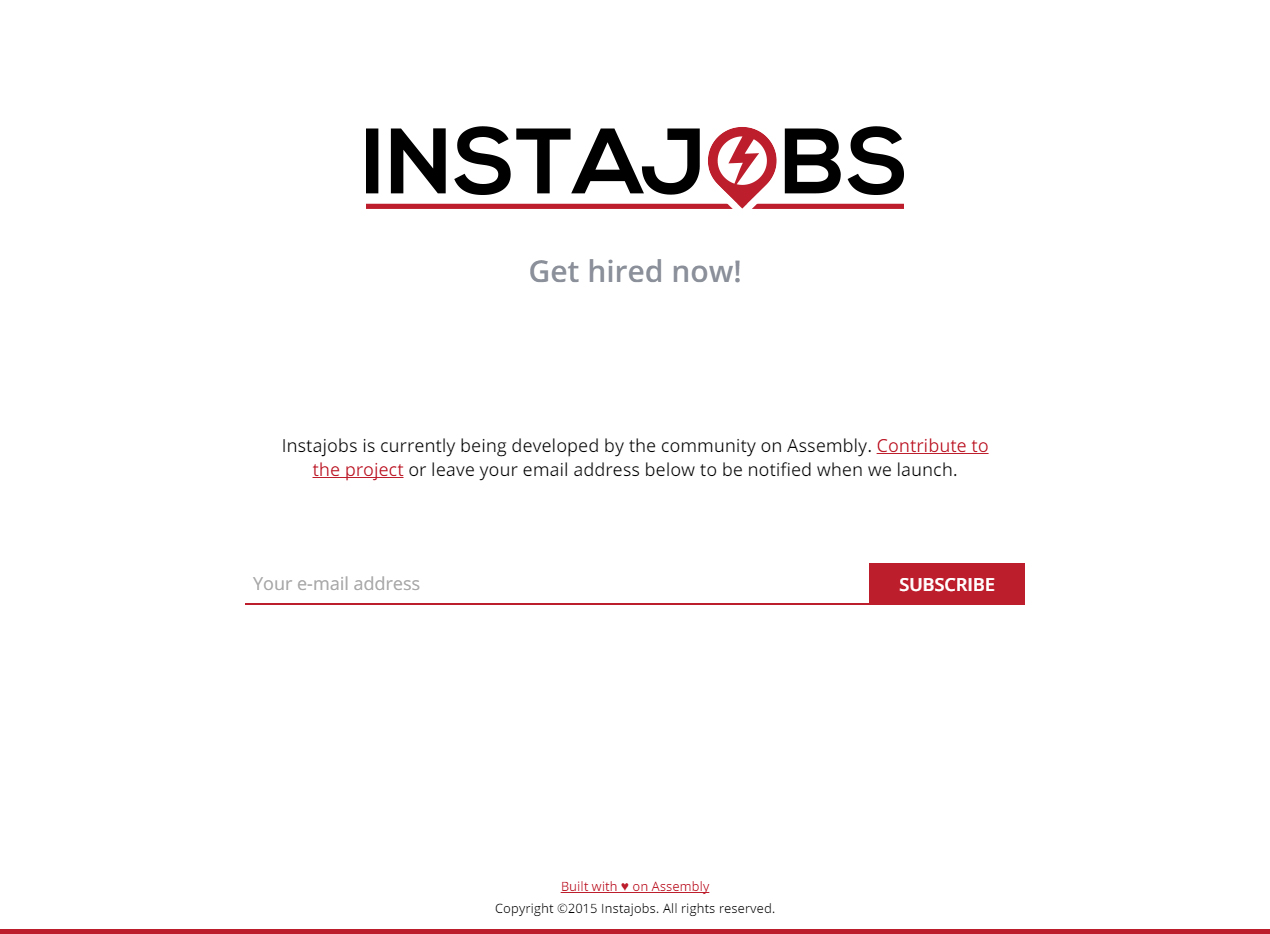 INSTAJOBS
Get hired now!
Instajobs is currently being developed by the community on Assembly. Contribute to
the project or leave your email address below to be notified when we launch.
Your e-mail address
SUBSCRIBE
Built with ♥ on Assembly
Copyright ©2015 Instajobs. All rights reserved.